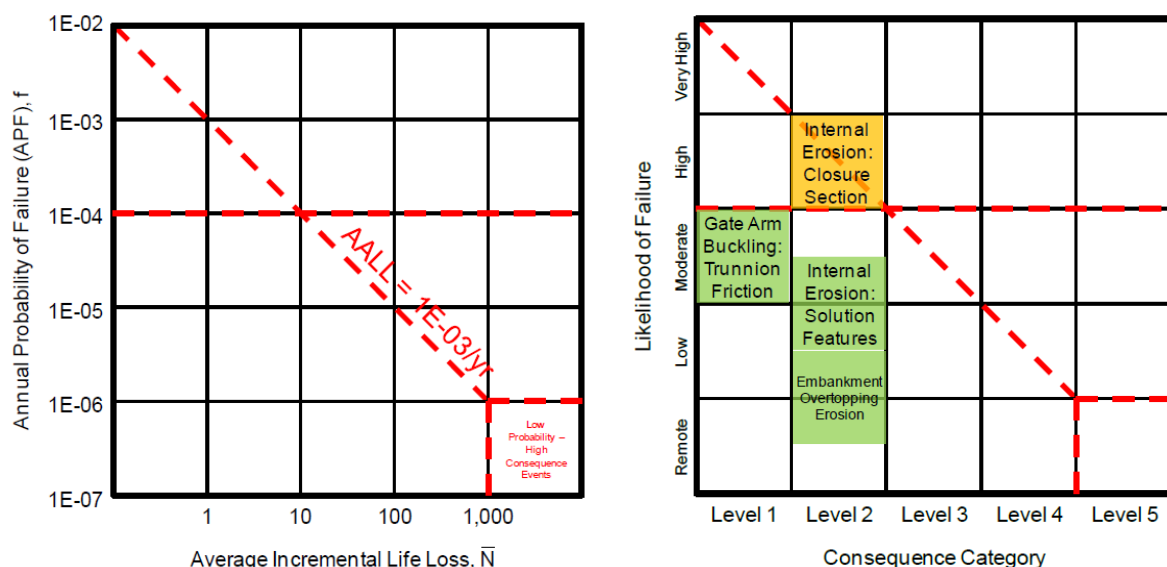 Annual Probability of Failure (APF), f
1E-02
1E-03
1E-04
1E-05
1E-06
1E-07
AALL = 1E-03/yr
Low
Probability –
High
Consequence
Events
1
10
100
1,000
Average Incremental Life Loss, N̅
Likelihood of Failure
Very High
High
Moderate
Low
Remote
Internal
Erosion:
Closure
Section
Gate Arm
Buckling:
Trunnion
Friction
Internal
Erosion:
Solution
Features
Embankment
Overtopping
Erosion
Level 1
Level 2
Level 3
Level 4
Level 5
Consequence Category